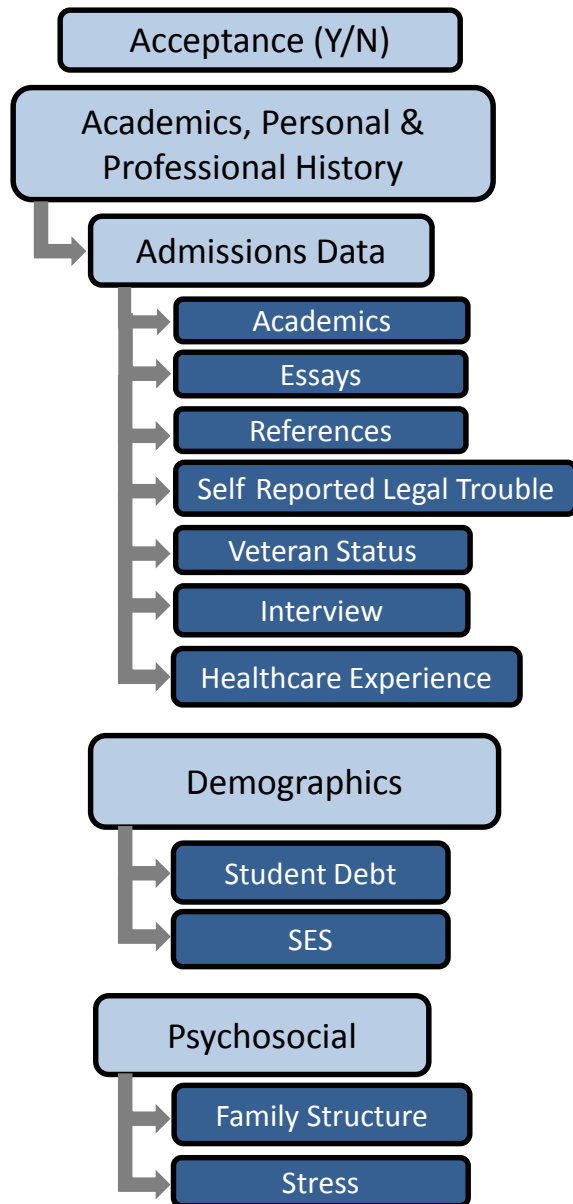 Acceptance (Y/N)
Academics, Personal &
Professional History
Admissions Data
Academics
Essays
References
Self Reported Legal Trouble
Veteran Status
Interview
Healthcare Experience
Demographics
Student Debt
SES
Psychosocial
Family Structure
Stress